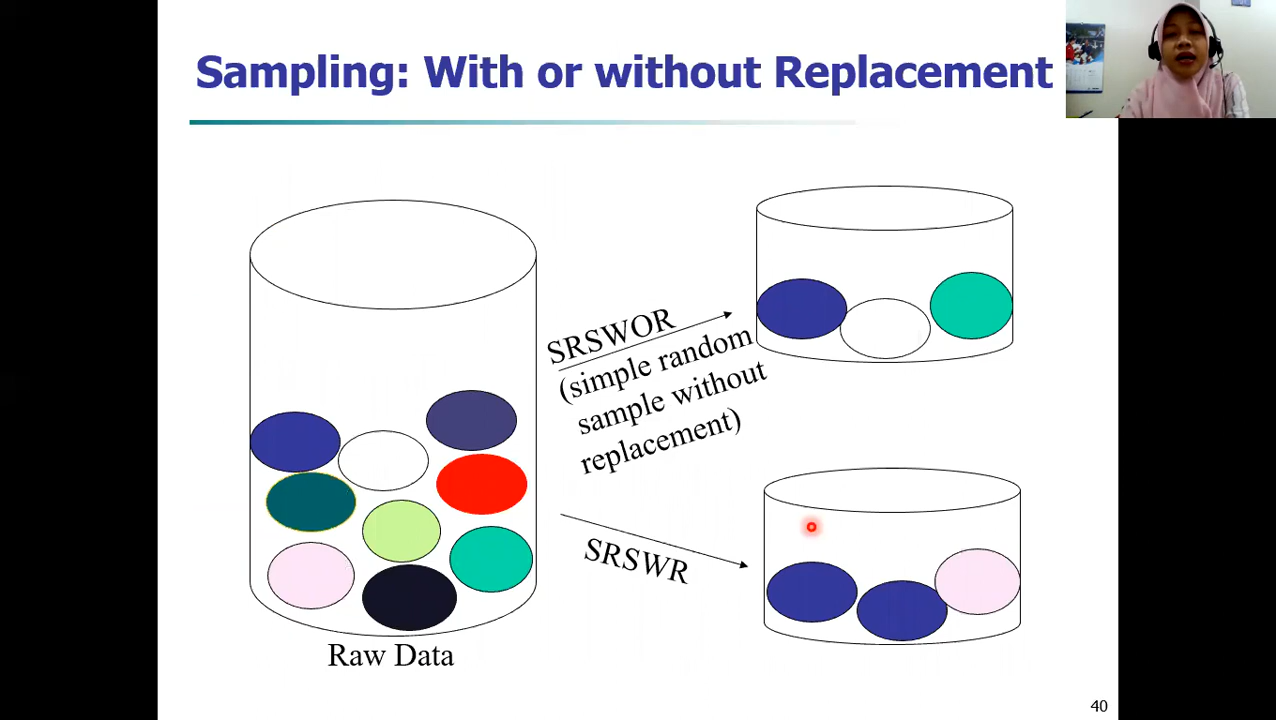 Sampling: With or without Replacement
SRSWOR
(simple random
sample without
replacement)
SRSWR
Raw Data
40